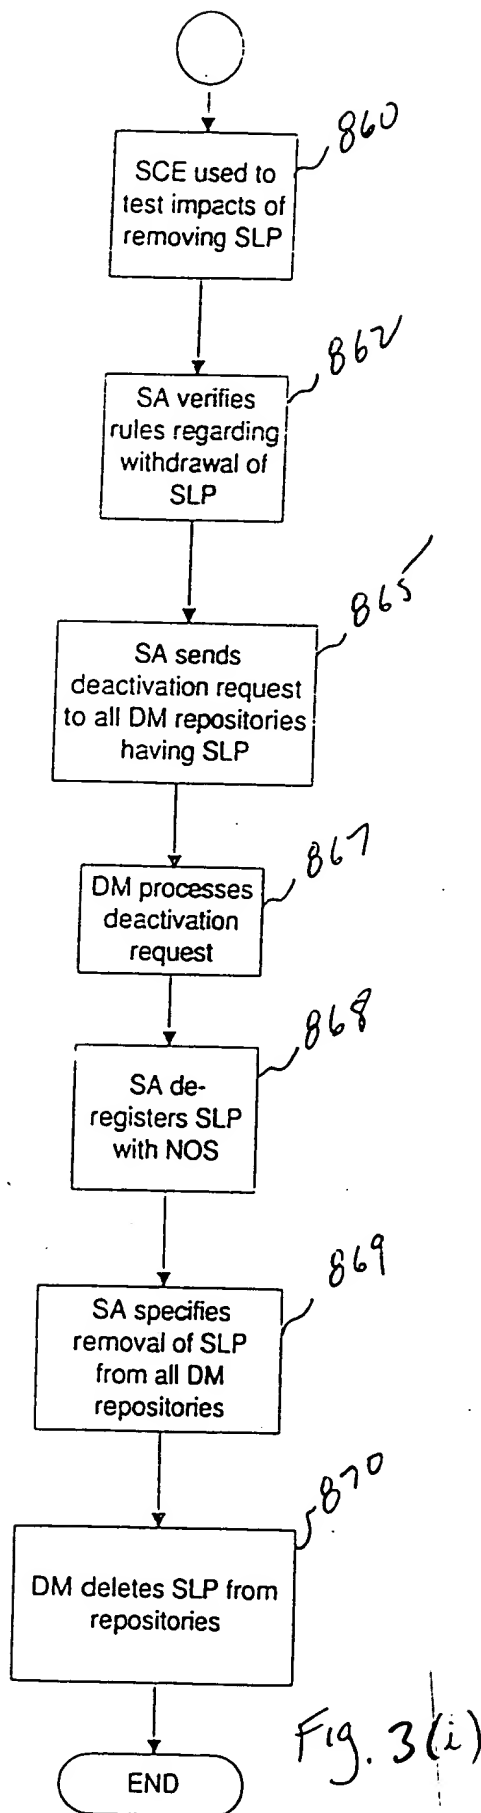 860
SCE used to
test impacts of
removing SLP
862
SA verifies
rules regarding
withdrawal of
SLP
865
SA sends
deactivation request
to all DM repositories
having SLP
867
DM processes
deactivation
request
868
SA de-
registers SLP
with NOS
869
SA specifies
removal of SLP
from all DM
repositories
870
DM deletes SLP from
repositories
END
Fig. 3(i)